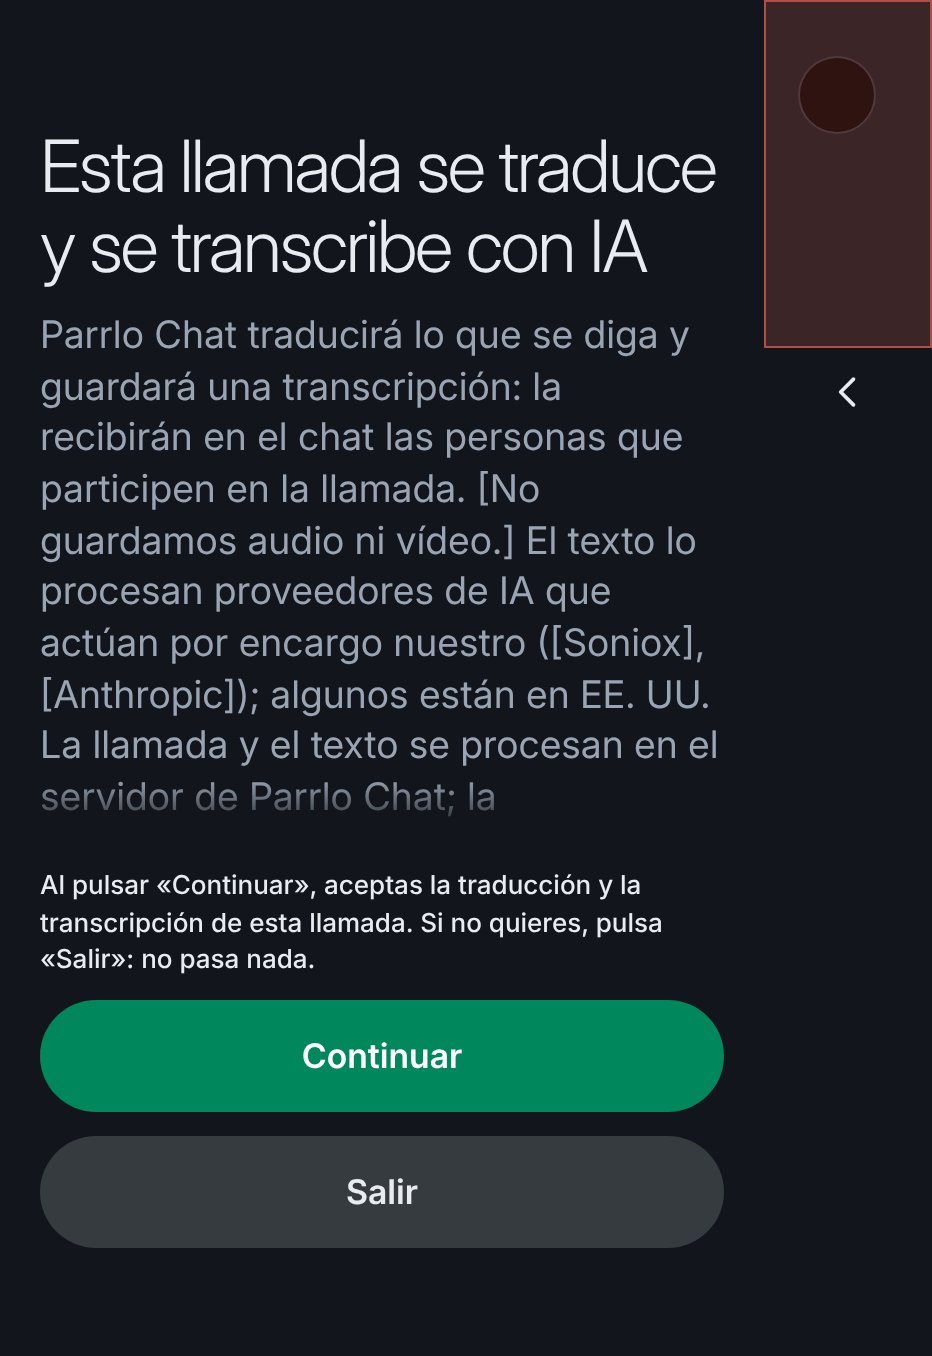 Esta llamada se traduce
y se transcribe con IA
Parrlo Chat traducirá lo que se diga y
guardará una transcripción: la
recibirán en el chat las personas que
participen en la llamada. [No
guardamos audio ni vídeo.] El texto lo
procesan proveedores de IA que
actúan por encargo nuestro ([Soniox],
[Anthropic]); algunos están en EE. UU.
La llamada y el texto se procesan en el
servidor de Parrlo Chat; la
Al pulsar «Continuar», aceptas la traducción y la
transcripción de esta llamada. Si no quieres, pulsa
«Salir»: no pasa nada.
Continuar
Salir